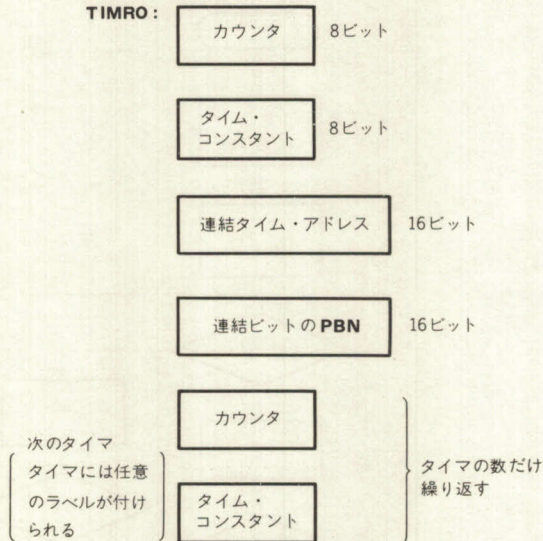 TIMRO:
カウンタ
8ビット
タイム・
コンスタント
8ビット
連結タイム・アドレス
16ビット
連結ビットのPBN
16ビット
カウンタ
次のタイマ
タイマには任意
のラベルが付け
られる
タイム・
コンスタント
タイマの数だけ
繰り返す